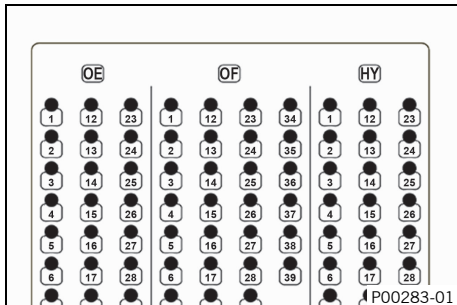 OE OF HY
1 12 23 1 12 23 34 1 12 23
2 13 24 2 13 24 35 2 13 24
3 14 25 3 14 25 36 3 14 25
4 15 26 4 15 26 37 4 15 26
5 16 27 5 16 27 38 5 16 27
6 17 28 6 17 28 39 6 17 28
P00283-01